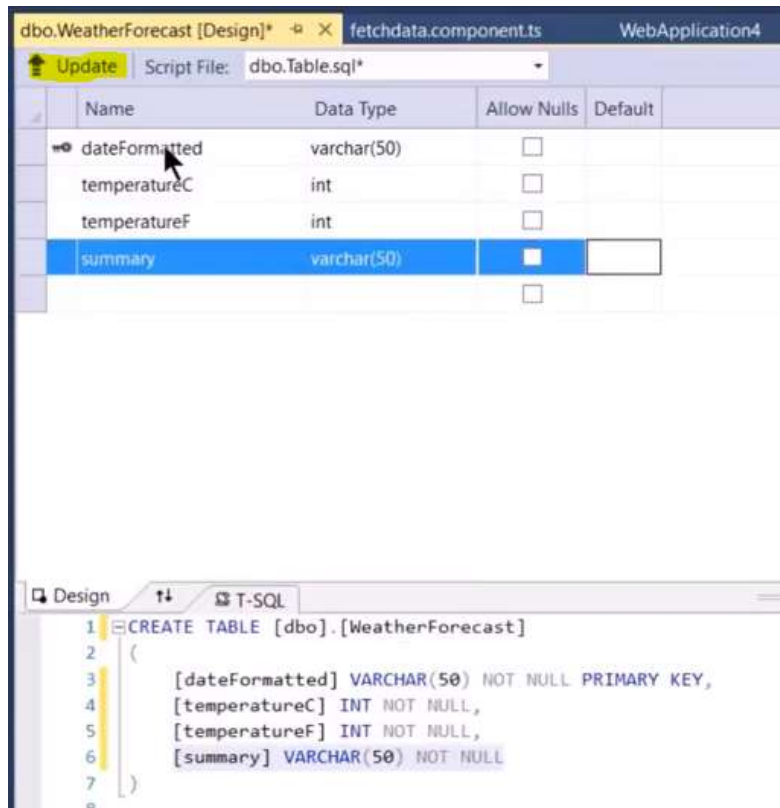 dbo.WeatherForecast [Design]* fetchdata.component.ts WebApplication4
Update Script File: dbo.Table.sql*
Name Data Type Allow Nulls Default
dateFormatted varchar(50)
temperatureC int
temperatureF int
summary varchar(50)
Design T-SQL
1 CREATE TABLE [dbo].[WeatherForecast]
2 (
3 [dateFormatted] VARCHAR(50) NOT NULL PRIMARY KEY,
4 [temperatureC] INT NOT NULL,
5 [temperatureF] INT NOT NULL,
6 [summary] VARCHAR(50) NOT NULL
7 )
8